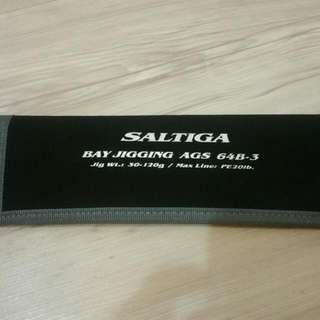 SALTIGA
BAY JIGGING AGS 64B-3
Jig Wt.: 30-120g / Max Line: PE20lb.